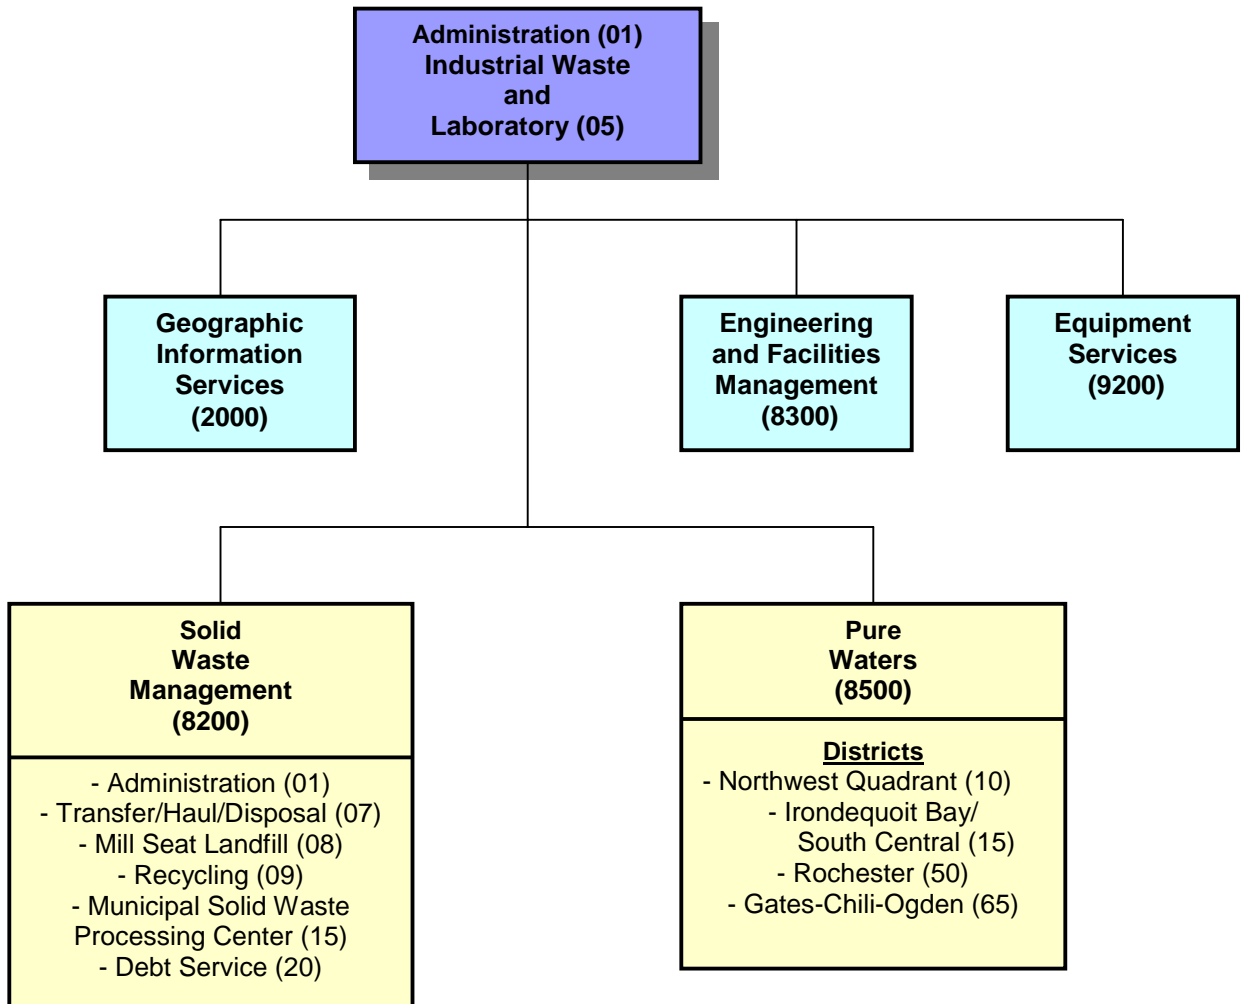 Administration (01)
Industrial Waste
and
Laboratory (05)
Geographic
Information
Services
(2000)
Engineering
and Facilities
Management
(8300)
Equipment
Services
(9200)
Solid
Waste
Management
(8200)
- Administration (01)
- Transfer/Haul/Disposal (07)
- Mill Seat Landfill (08)
- Recycling (09)
- Municipal Solid Waste
Processing Center (15)
- Debt Service (20)
Pure
Waters
(8500)
Districts
- Northwest Quadrant (10)
- Irondequoit Bay/
South Central (15)
- Rochester (50)
- Gates-Chili-Ogden (65)